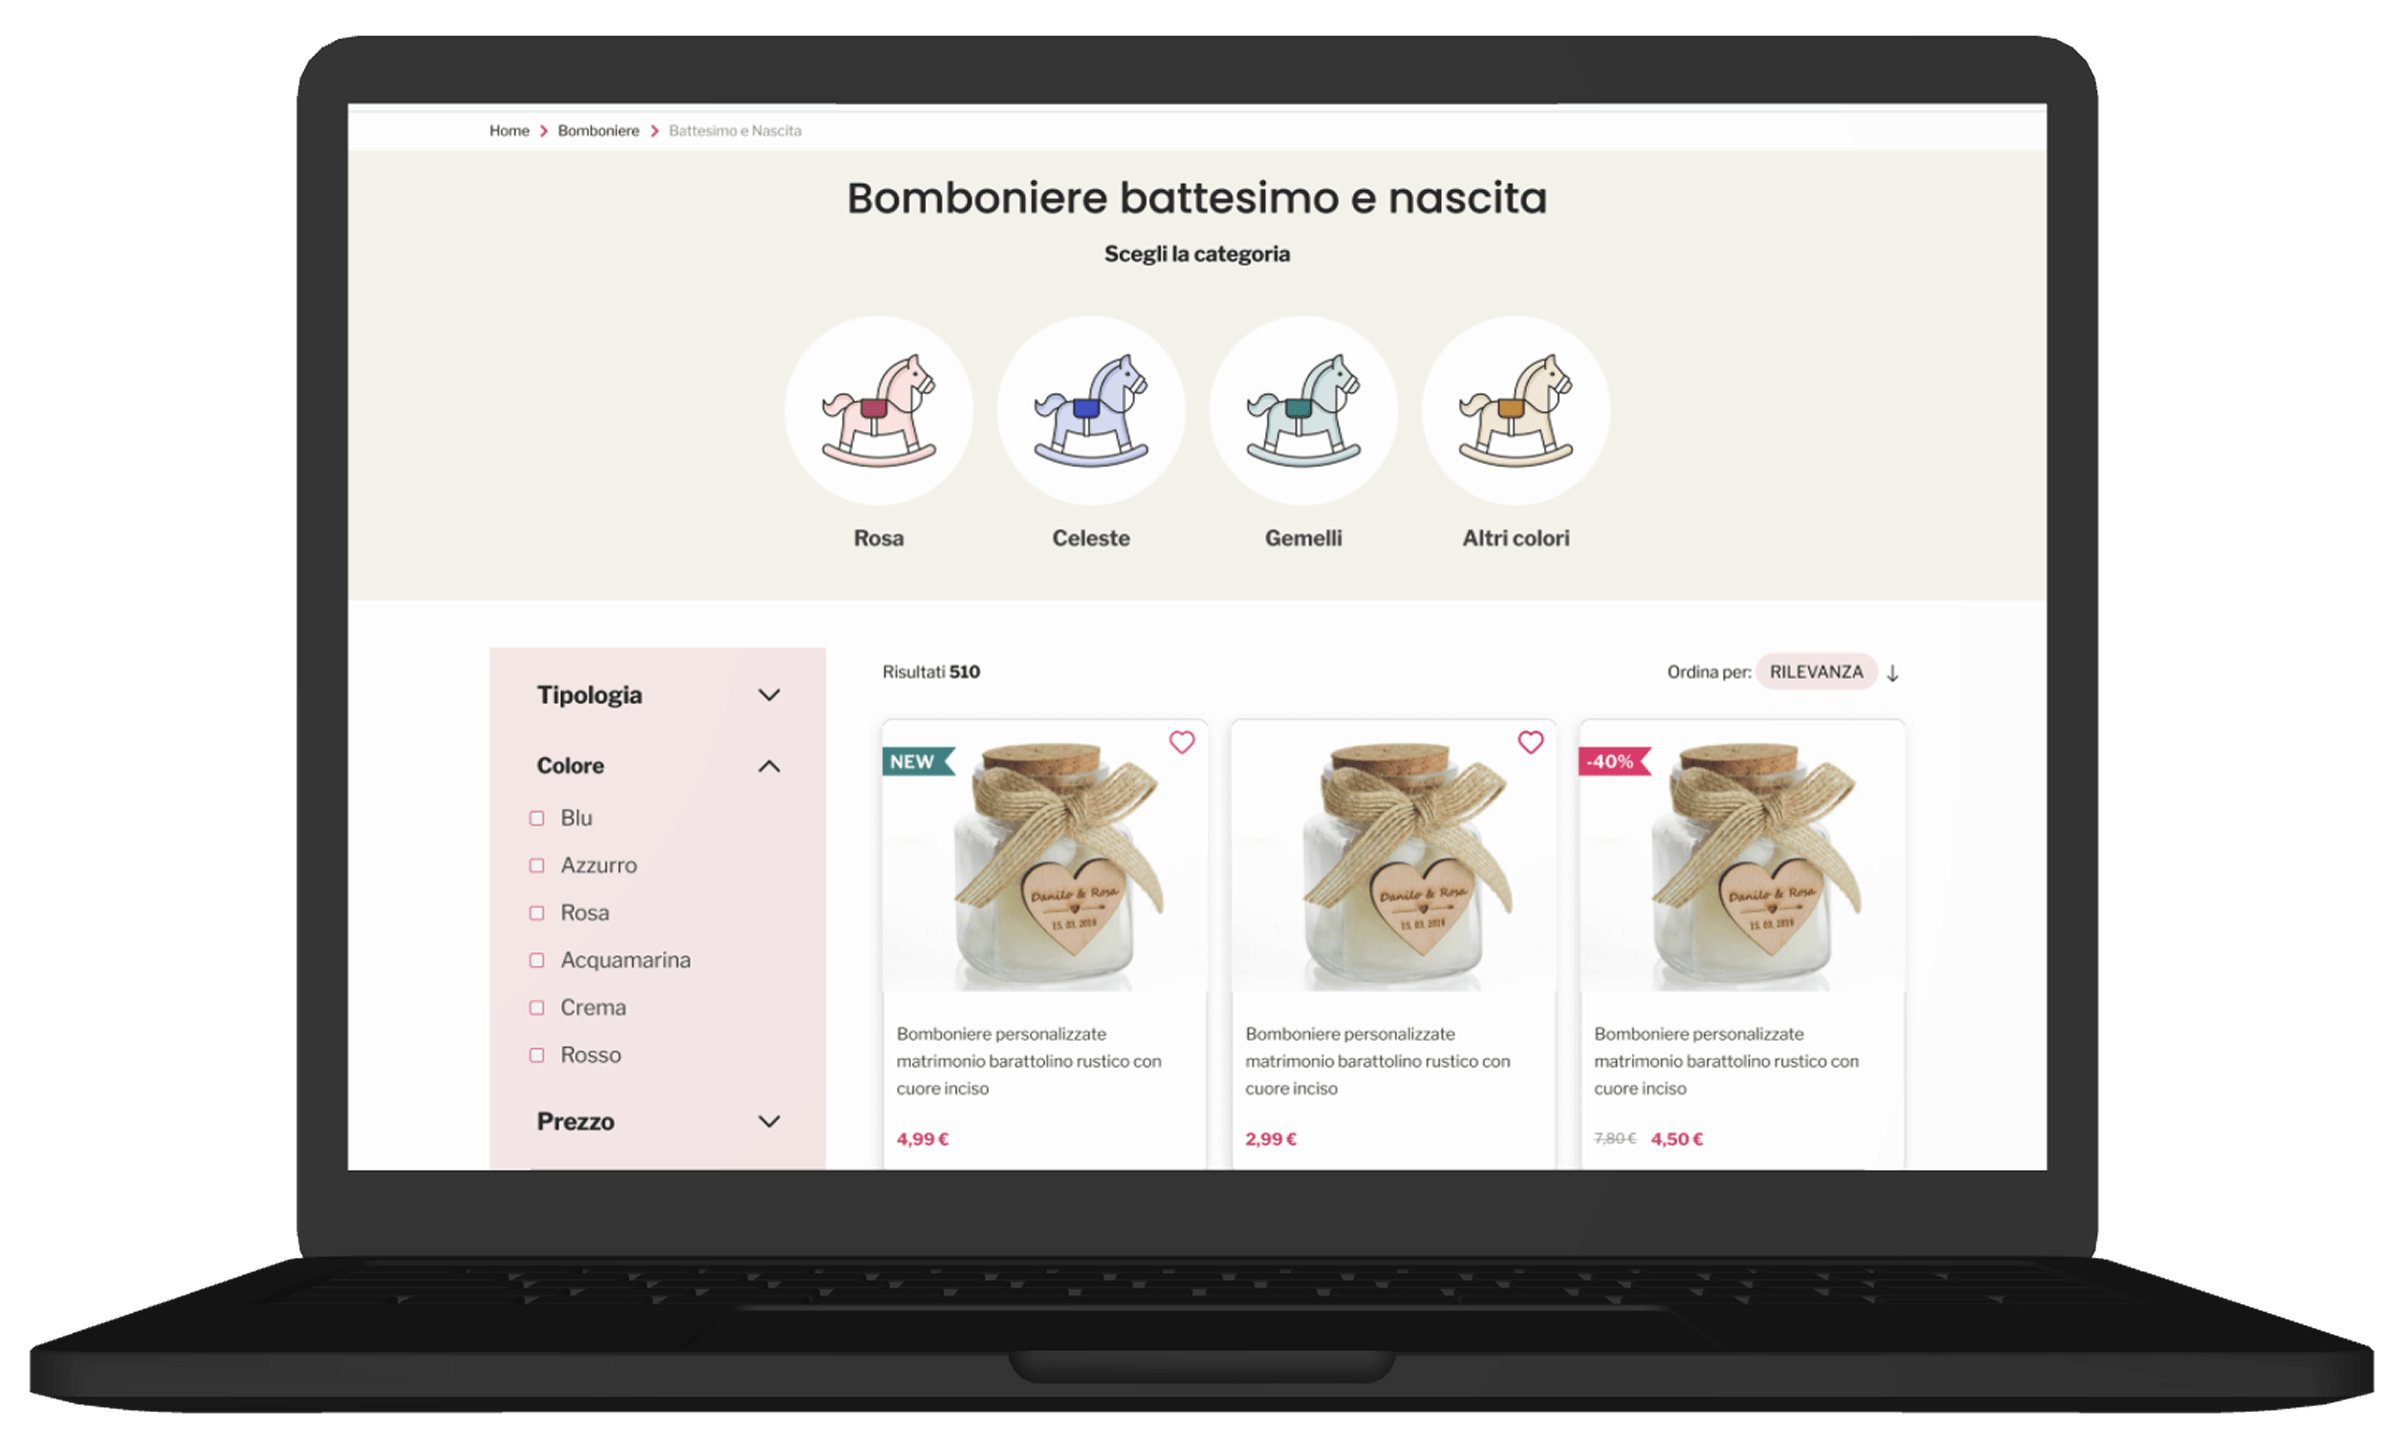 Home > Bomboniere > Battesimo e Nascita
Bomboniere battesimo e nascita
Scegli la categoria
Rosa
Celeste
Gemelli
Altri colori
Tipologia
Colore
Blu
Azzurro
Rosa
Acquamarina
Crema
Rosso
Prezzo
Risultati 510
Ordina per: RILEVANZA ↓
NEW
Danilo & Rosa
15. 03. 2018
Bomboniere personalizzate
matrimonio barattolino rustico con
cuore inciso
4,99 €
Danilo & Rosa
15. 03. 2018
Bomboniere personalizzate
matrimonio barattolino rustico con
cuore inciso
2,99 €
-40%
Danilo & Rosa
15. 03. 2018
Bomboniere personalizzate
matrimonio barattolino rustico con
cuore inciso
7,80 € 4,50 €